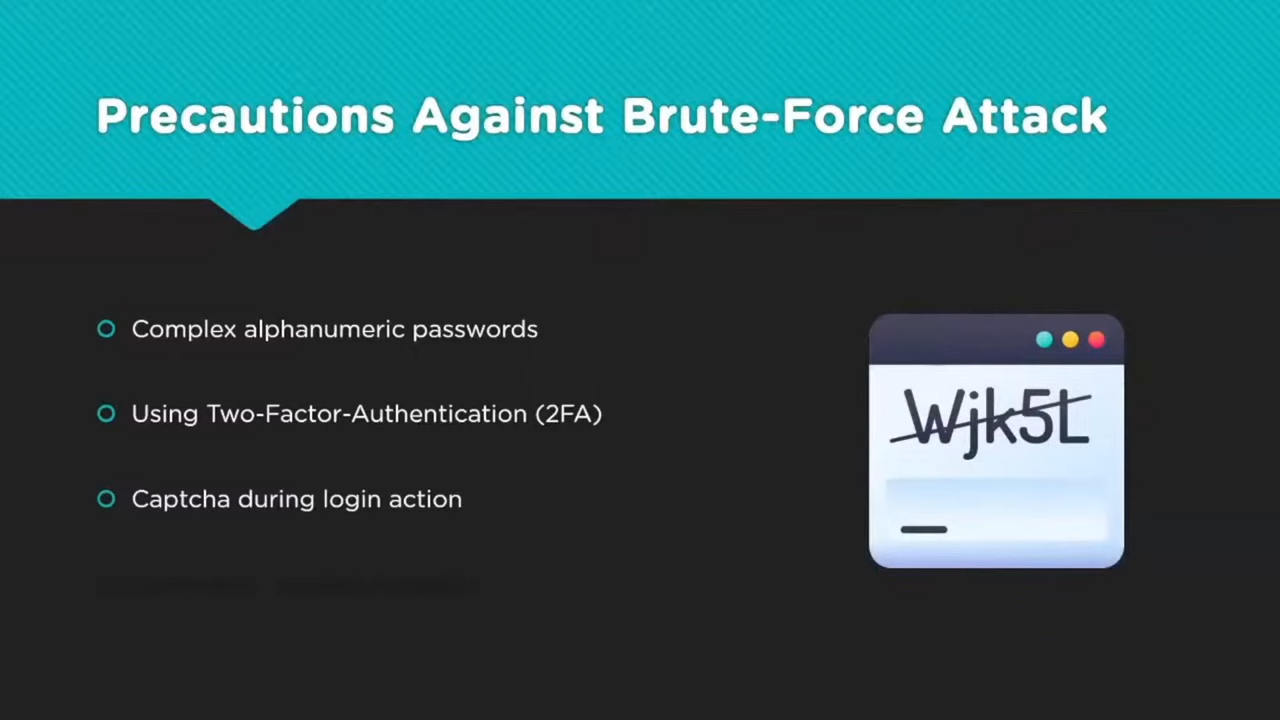 Precautions Against Brute-Force Attack
Complex alphanumeric passwords
Using Two-Factor-Authentication (2FA)
Captcha during login action
Wjk5L